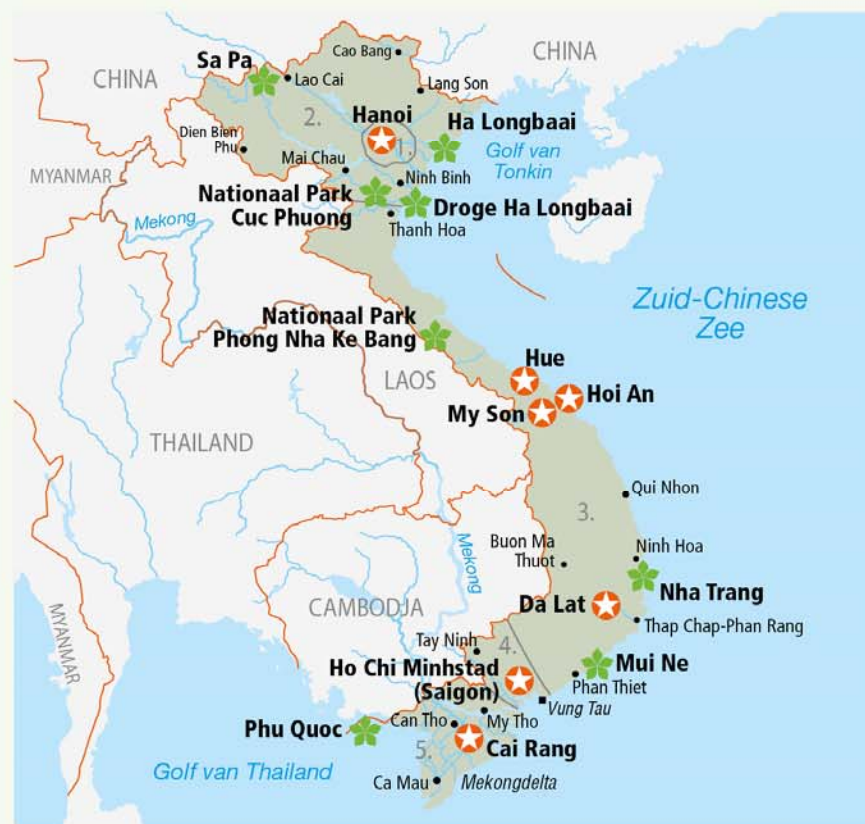 CHINA
CHINA
Cao Bang
Sa Pa
Lao Cai
Lang Son
2.
Hanoi
1.
Ha Longbaai
Dien Bien
Phu
Golf van
Tonkin
Mai Chau
MYANMAR
Ninh Binh
Nationaal Park
Cuc Phuong
Droge Ha Longbaai
Mekong
Thanh Hoa
Zuid-Chinese
Zee
Nationaal Park
Phong Nha Ke Bang
Hue
LAOS
Hoi An
My Son
THAILAND
Qui Nhon
3.
Buon Ma
Thuot
Ninh Hoa
Mekong
Nha Trang
CAMBODJA
Da Lat
MYANMAR
Thap Chap-Phan Rang
Tay Ninh
4.
Mui Ne
Ho Chi Minhstad
(Saigon)
Phan Thiet
Vung Tau
Phu Quoc
Can Tho
My Tho
5.
Cai Rang
Golf van Thailand
Ca Mau
Mekongdelta